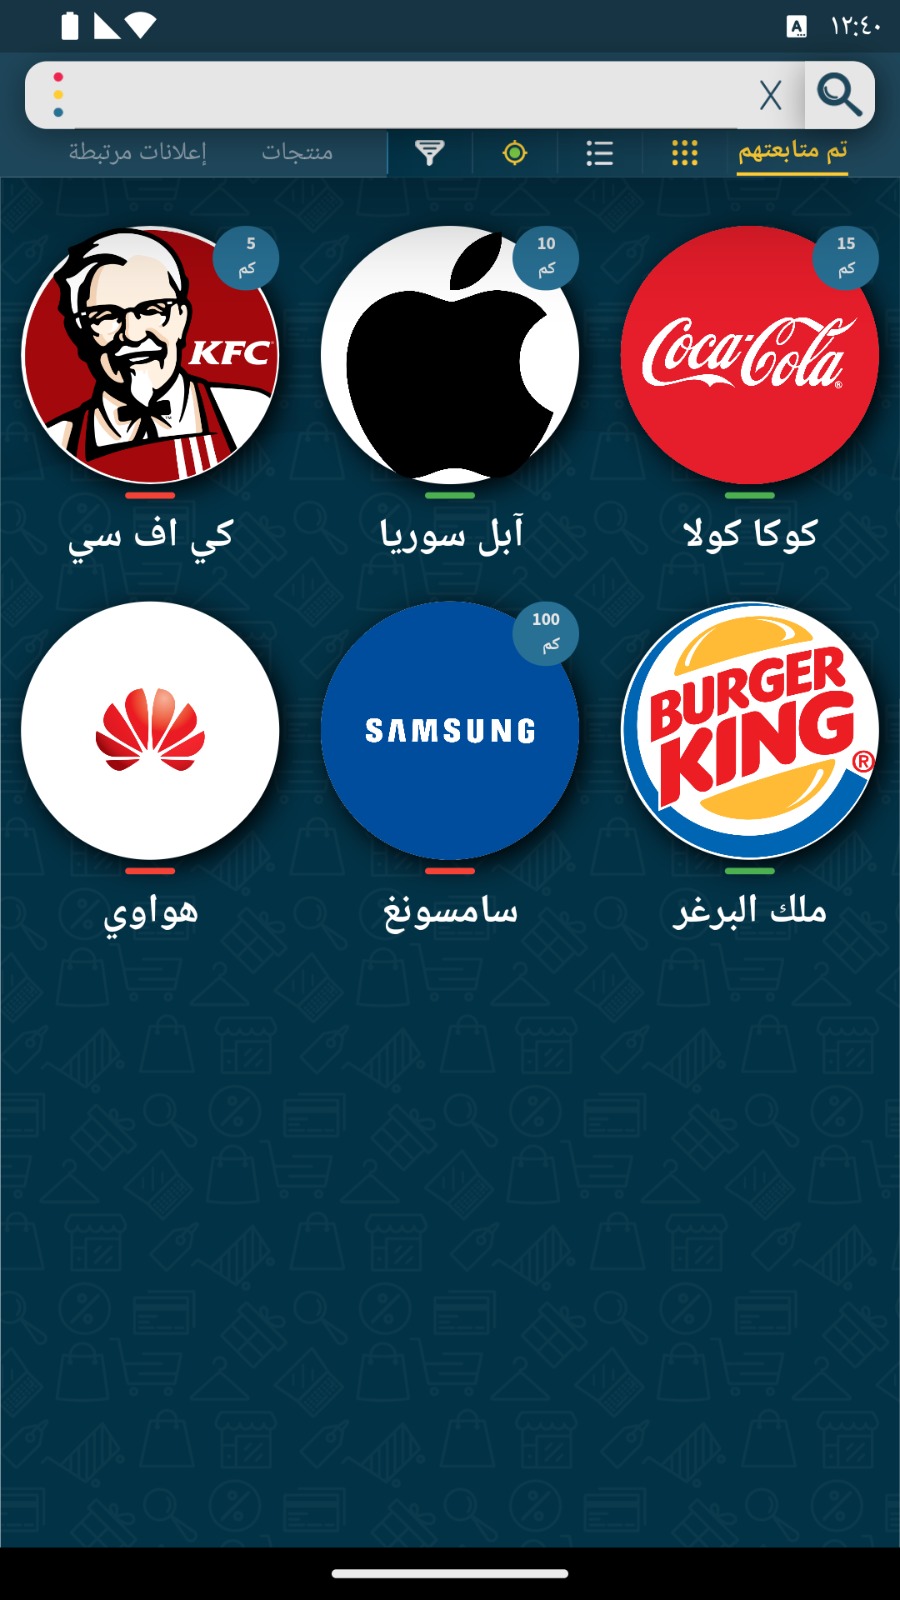 ١٢:٤٠
تم متابعتهم
منتجات
إعلانات مرتبطة
15
كم
Coca-Cola
®
كوكا كولا
10
كم
آبل سوريا
5
كم
KFC
كي اف سي
BURGER
KING
®
ملك البرغر
100
كم
SAMSUNG
سامسونغ
هواوي